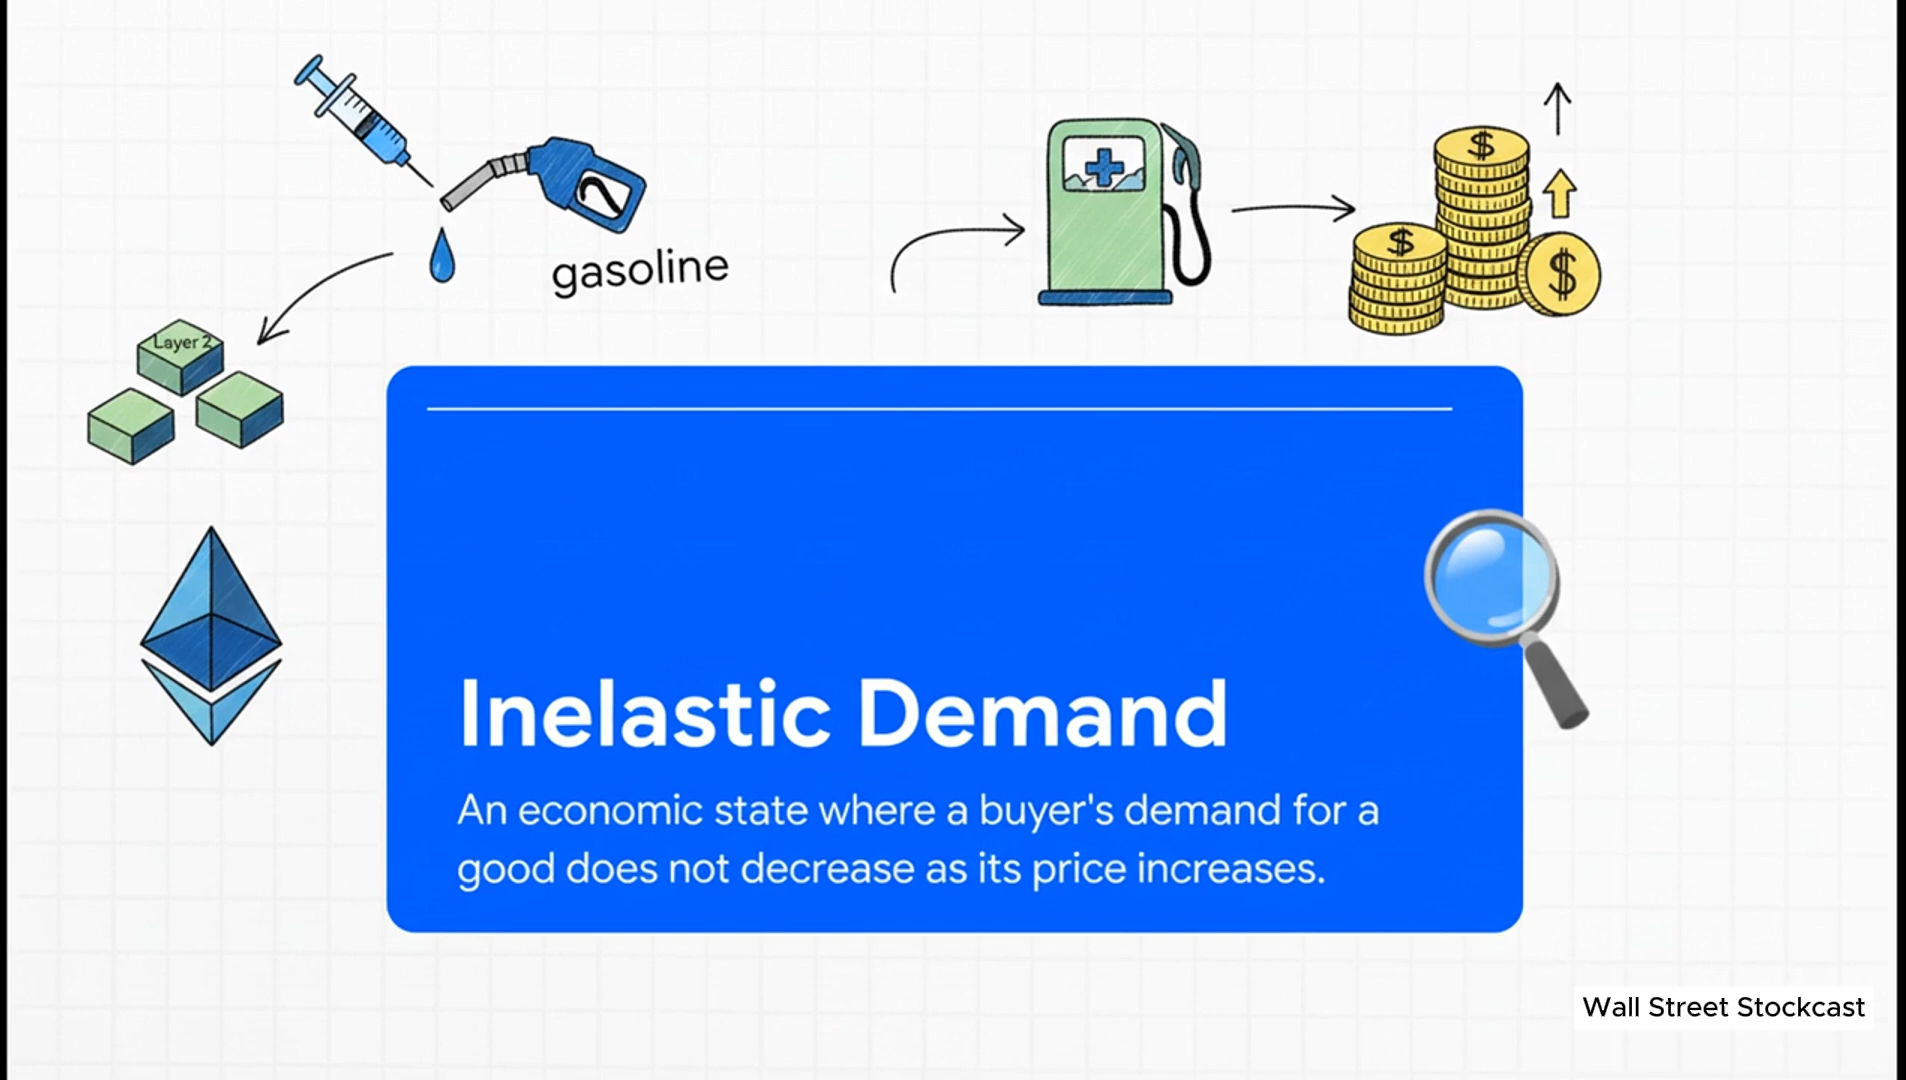 gasoline
Layer 2
Inelastic Demand
An economic state where a buyer's demand for a
good does not decrease as its price increases.
Wall Street Stockcast